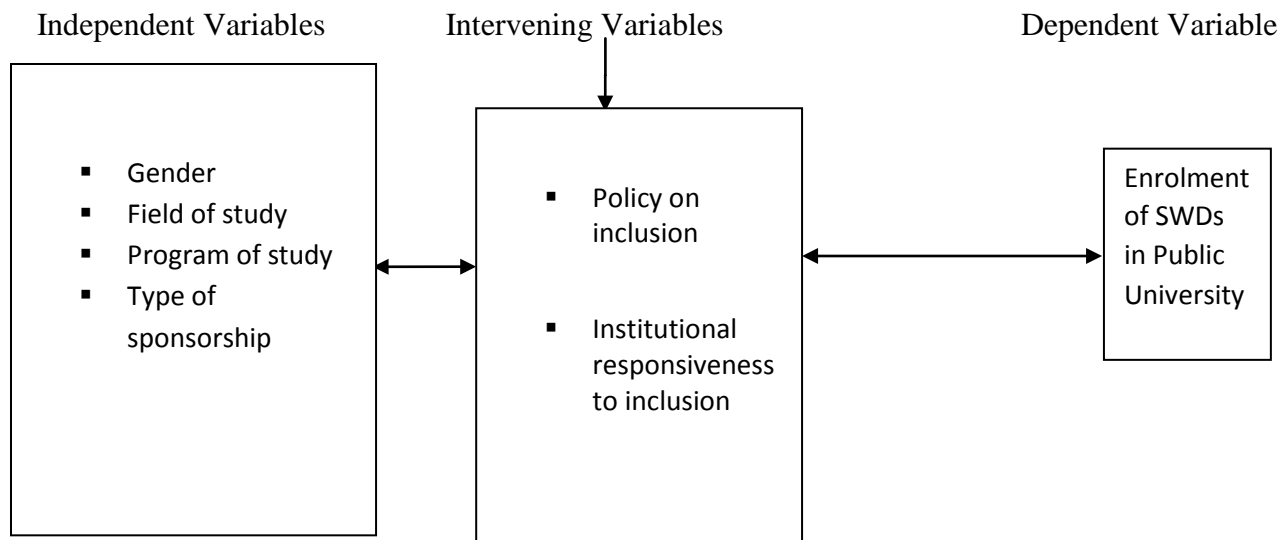 Independent Variables
Intervening Variables
Dependent Variable
▪ Gender
▪ Field of study
▪ Program of study
▪ Type of
sponsorship
▪ Policy on
inclusion
▪ Institutional
responsiveness
to inclusion
Enrolment
of SWDs
in Public
University